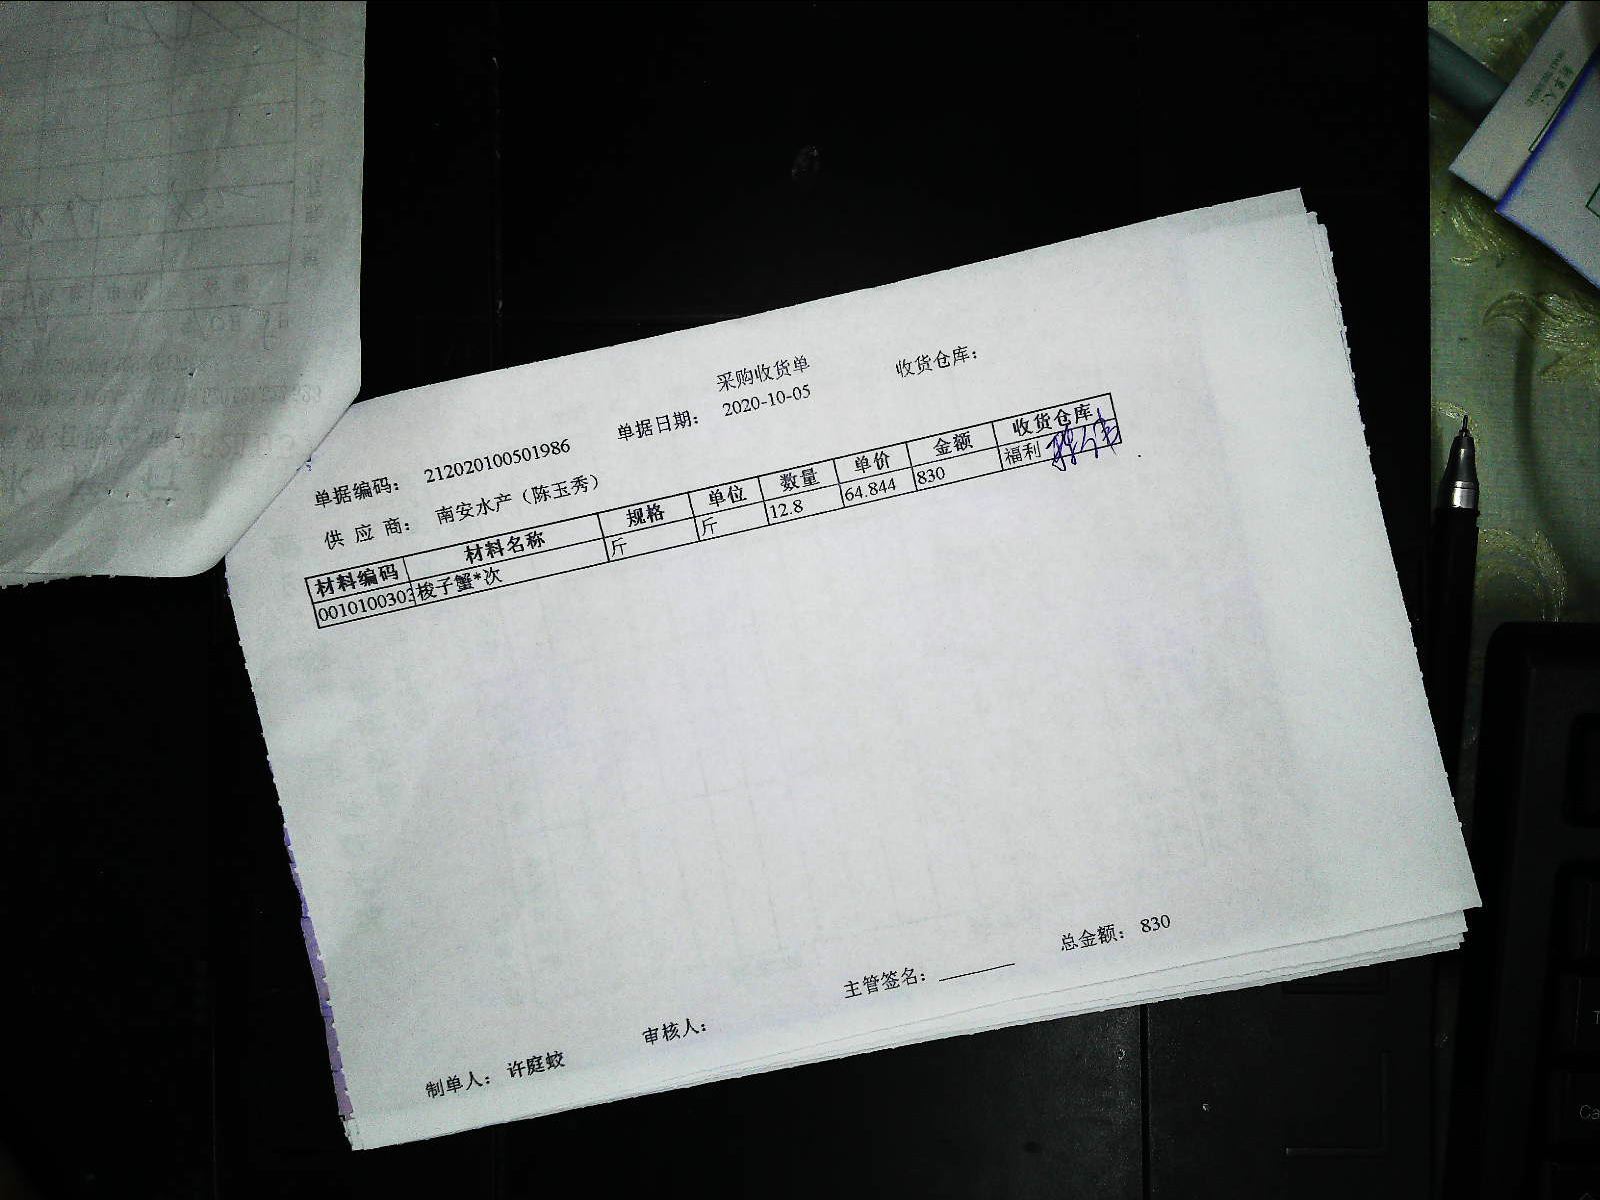 采购收货单
收货仓库：
单据编码： 212020100501986 单据日期： 2020-10-05
供 应 商： 南安水产（陈玉秀）
材料编码 材料名称 规格 单位 数量 单价 金额 收货仓库
0010100303 梭子蟹*次 斤 斤 12.8 64.844 830 福利
总金额： 830
主管签名：
审核人：
制单人： 许庭蛟